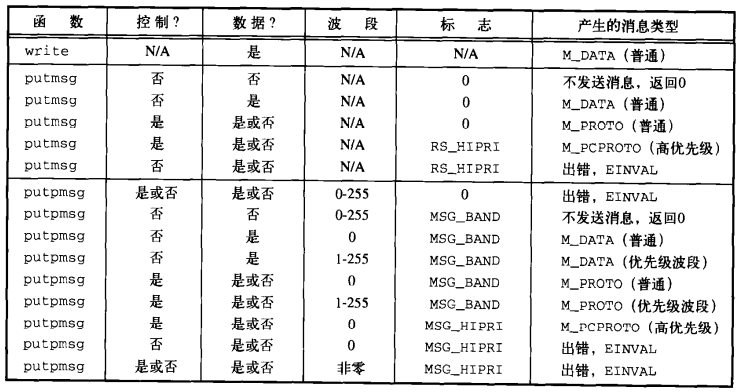 函 数 控制？ 数据？ 波 段 标 志 产生的消息类型
write N/A 是 N/A N/A M_DATA（普通）
putmsg 否 否 N/A 0 不发送消息，返回0
putmsg 否 是 N/A 0 M_DATA（普通）
putmsg 是 是或否 N/A 0 M_PROTO（普通）
putmsg 是 是或否 N/A RS_HIPRI M_PCPROTO（高优先级）
putmsg 否 是或否 N/A RS_HIPRI 出错，EINVAL
putpmsg 是或否 是或否 0-255 0 出错，EINVAL
putpmsg 否 否 0-255 MSG_BAND 不发送消息，返回0
putpmsg 否 是 0 MSG_BAND M_DATA（普通）
putpmsg 否 是 1-255 MSG_BAND M_DATA（优先级波段）
putpmsg 是 是或否 0 MSG_BAND M_PROTO（普通）
putpmsg 是 是或否 1-255 MSG_BAND M_PROTO（优先级波段）
putpmsg 是 是或否 0 MSG_HIPRI M_PCPROTO（高优先级）
putpmsg 否 是或否 0 MSG_HIPRI 出错，EINVAL
putpmsg 是或否 是或否 非零 MSG_HIPRI 出错，EINVAL